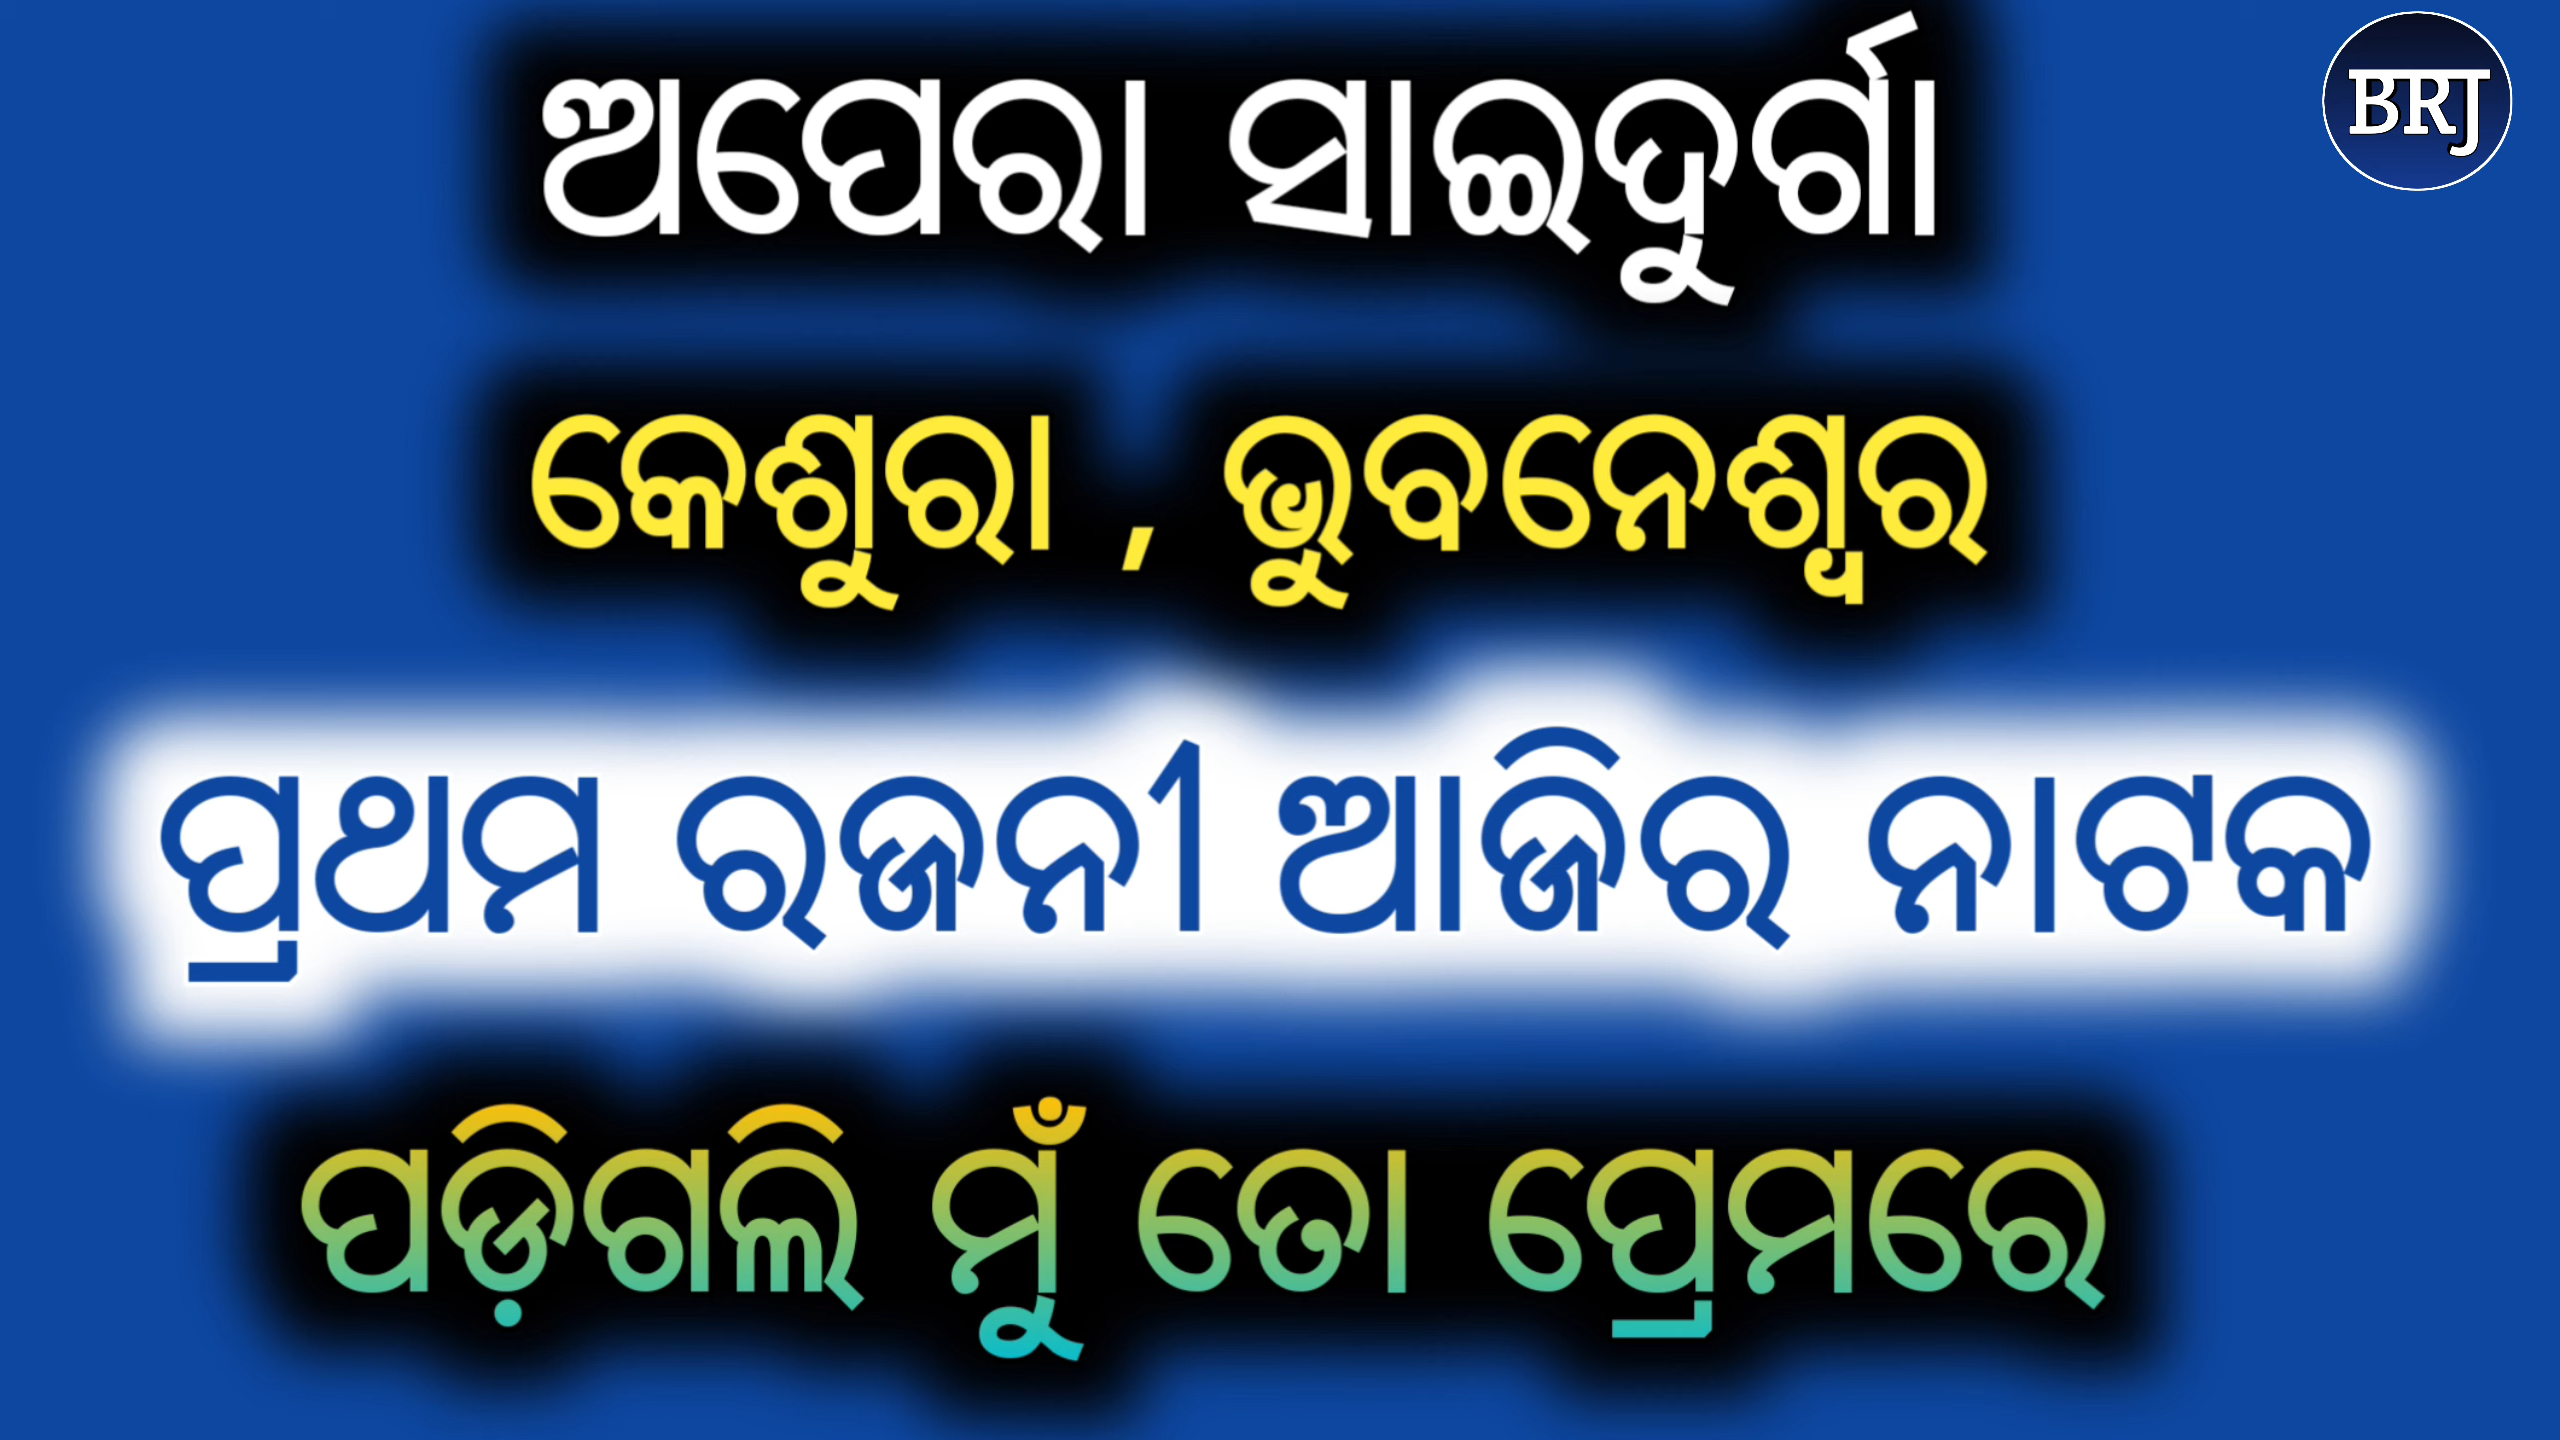 ଅପେରା ସାଇଦୁର୍ଗା
BRJ
କେଶୁରା , ଭୁବନେଶ୍ୱର
ପ୍ରଥମ ରଜନୀ ଆଜିର ନାଟକ
ପଡ଼ିଗଲି ମୁଁ ତୋ ପ୍ରେମରେ